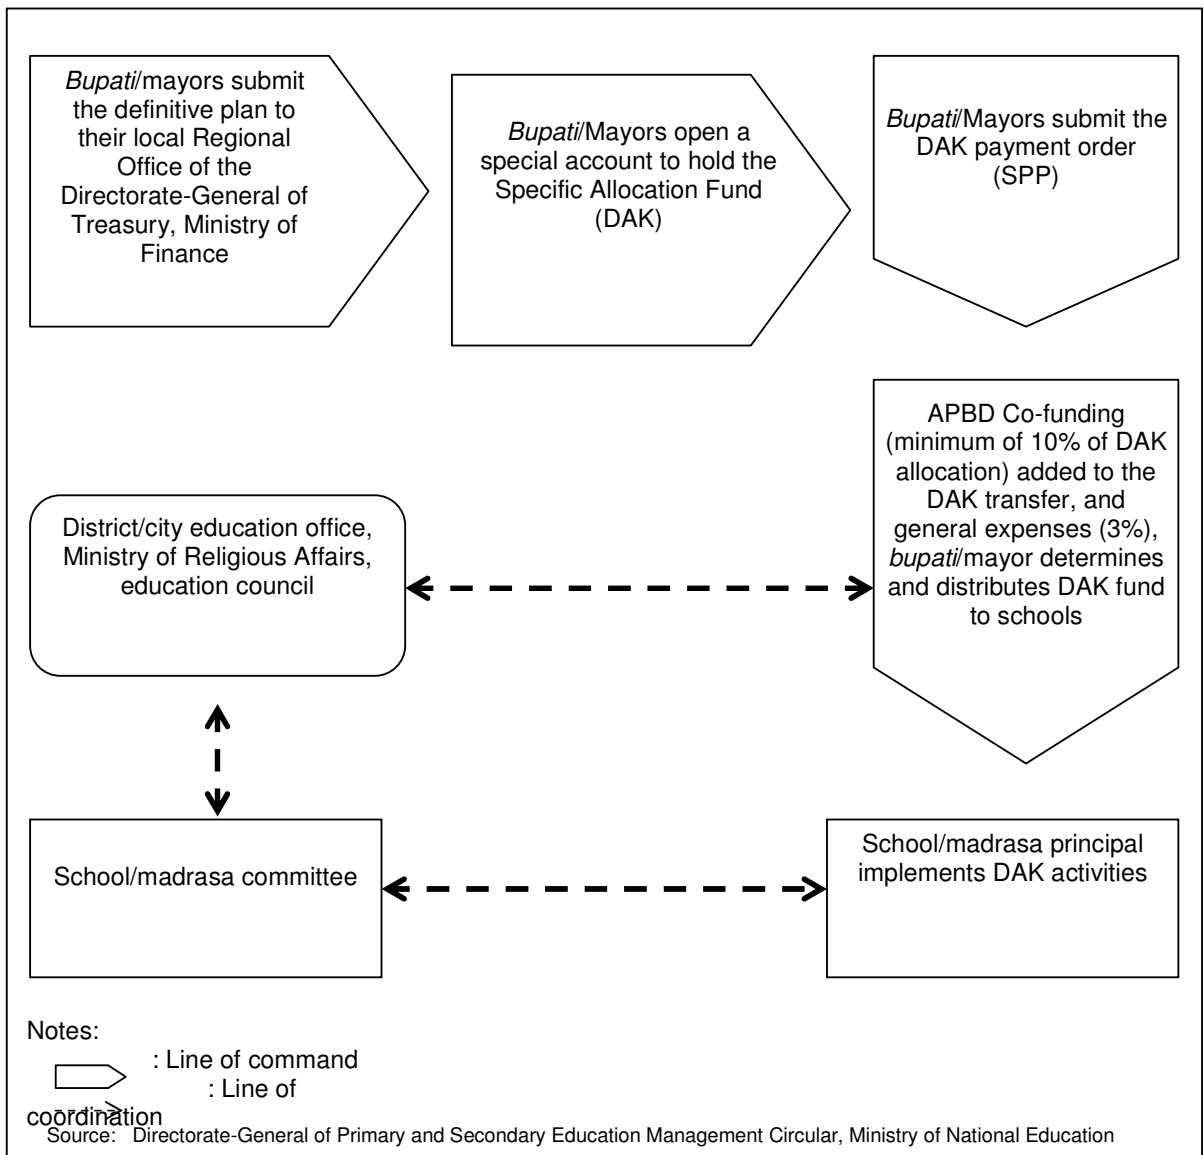 Bupati/mayors submit
the definitive plan to
their local Regional
Office of the
Directorate-General of
Treasury, Ministry of
Finance
Bupati/Mayors open a
special account to hold the
Specific Allocation Fund
(DAK)
Bupati/Mayors submit the
DAK payment order
(SPP)
APBD Co-funding
(minimum of 10% of DAK
allocation) added to the
DAK transfer, and
general expenses (3%),
bupati/mayor determines
and distributes DAK fund
to schools
District/city education office,
Ministry of Religious Affairs,
education council
School/madrasa committee
School/madrasa principal
implements DAK activities
Notes:
: Line of command
: Line of
coordination
Source: Directorate-General of Primary and Secondary Education Management Circular, Ministry of National Education